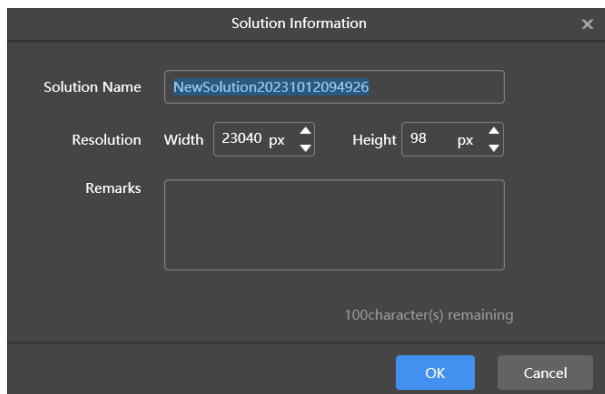 Solution Information
Solution Name NewSolution20231012094926
Resolution Width 23040 px Height 98 px
Remarks
100character(s) remaining
OK Cancel